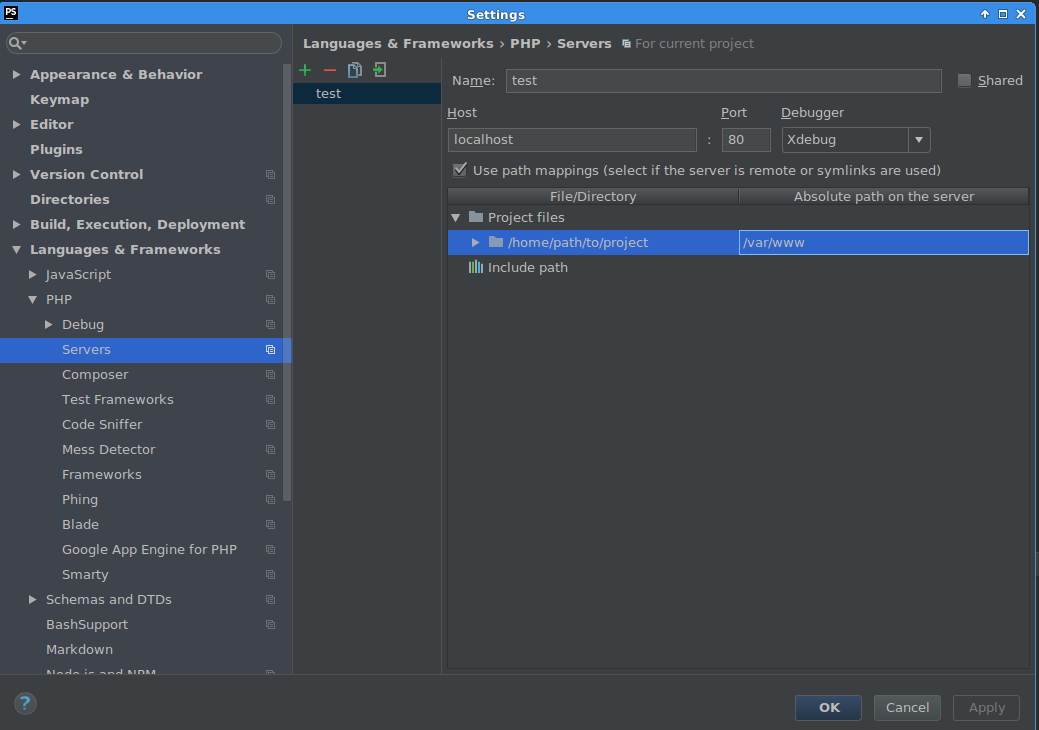 PS
Settings
Languages & Frameworks › PHP › Servers For current project
Appearance & Behavior
Keymap
Editor
Plugins
Version Control
Directories
Build, Execution, Deployment
Languages & Frameworks
JavaScript
PHP
Debug
Servers
Composer
Test Frameworks
Code Sniffer
Mess Detector
Frameworks
Phing
Blade
Google App Engine for PHP
Smarty
Schemas and DTDs
BashSupport
Markdown
Node.js and NPM
test
Name: test Shared
Host Port Debugger
localhost : 80 Xdebug
Use path mappings (select if the server is remote or symlinks are used)
File/Directory Absolute path on the server
Project files
/home/path/to/project /var/www
Include path
? OK Cancel Apply